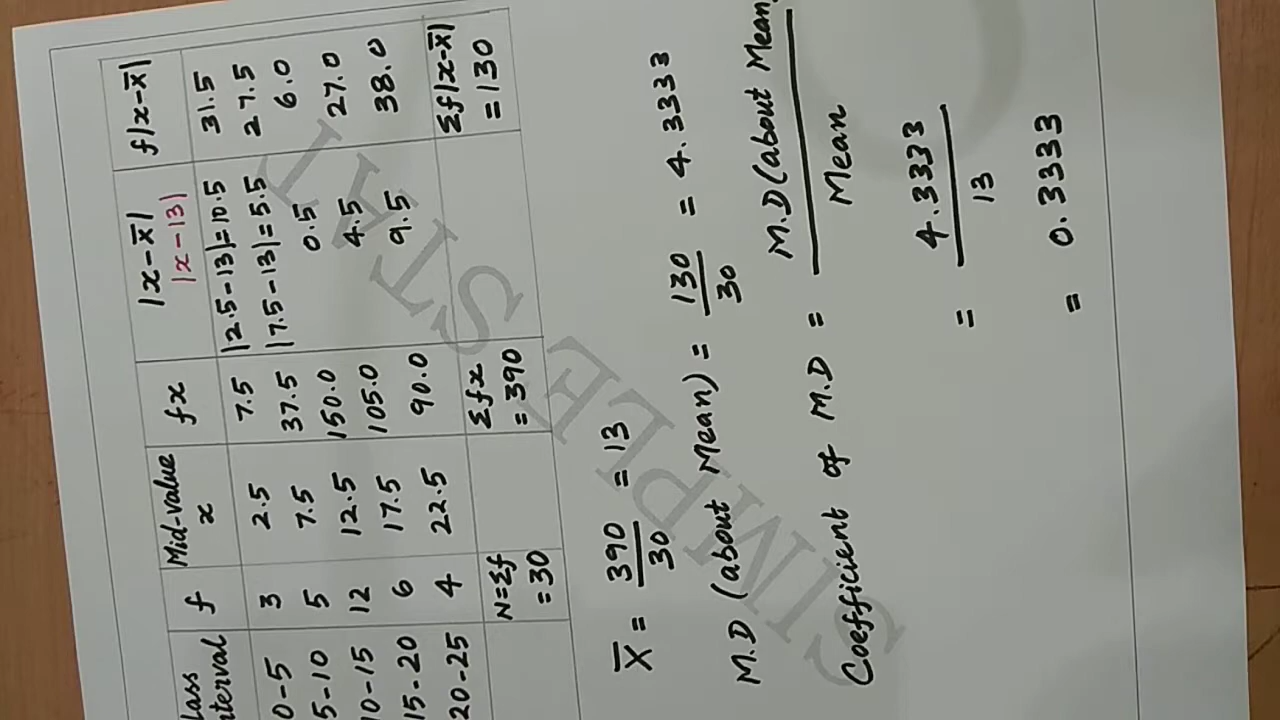 lass f Mid-value fx |x-x̅| f|x-x̅|
nterval x |x-13|
0-5 3 2.5 7.5 |2.5-13|=10.5 31.5
5-10 5 7.5 37.5 |7.5-13|=5.5 27.5
10-15 12 12.5 150.0 0.5 6.0
15-20 6 17.5 105.0 4.5 27.0
20-25 4 22.5 90.0 9.5 38.0
N=Σf Σfx Σf|x-x̅|
=30 =390 =130
X̅ = 390/30 = 13
M.D (about Mean) = 130/30 = 4.3333
Coefficient of M.D = M.D(about Mean)/Mean
= 4.3333/13
= 0.3333
SIMPLE STAT